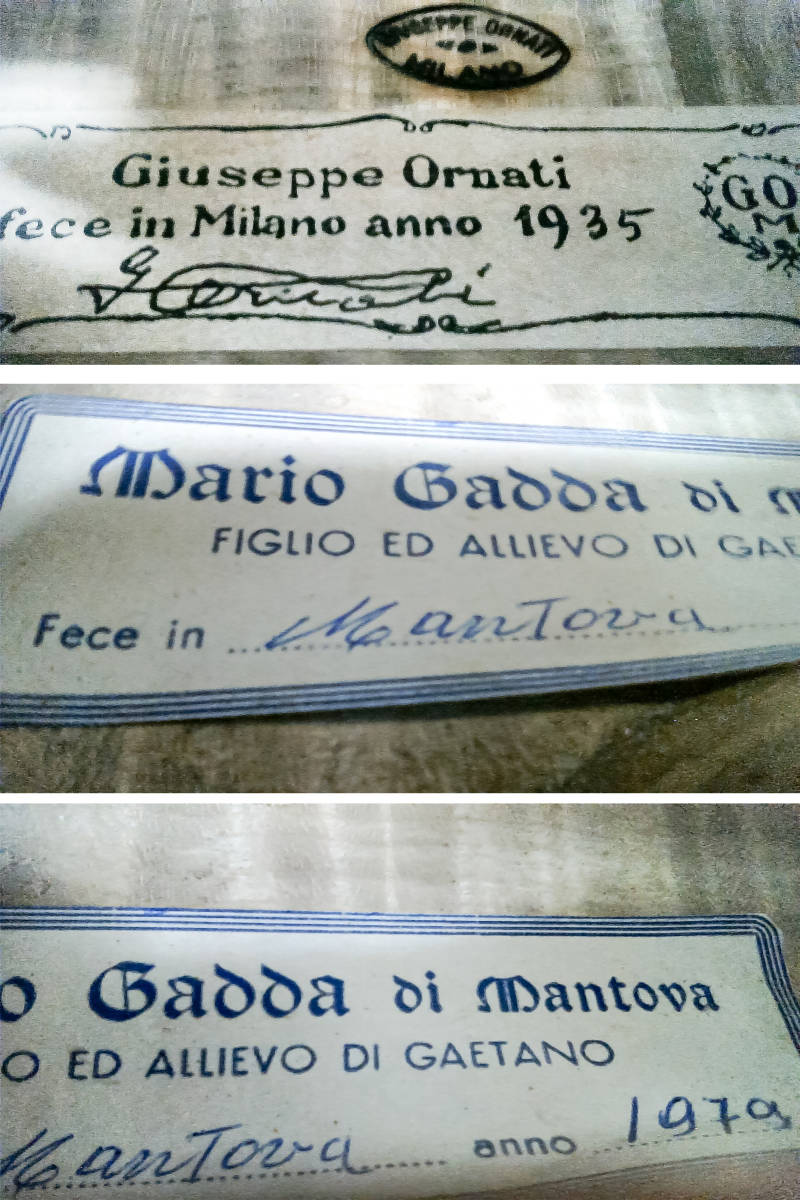 GIUSEPPE ORNATI
MILANO
Giuseppe Ornati
fece in Milano anno 1935
GO
M
G Ornati
Mario Gadda di M
FIGLIO ED ALLIEVO DI GAE
Fece in Mantova
o Gadda di Mantova
O ED ALLIEVO DI GAETANO
Mantova anno 1979